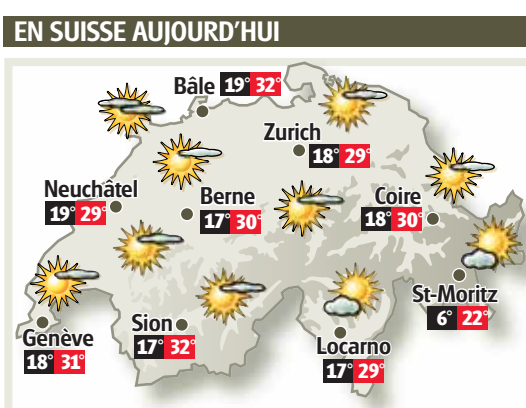 EN SUISSE AUJOURD'HUI
Bâle 19° 32°
Zurich
18° 29°
Neuchâtel
19° 29°
Berne
17° 30°
Coire
18° 30°
St-Moritz
6° 22°
Genève
18° 31°
Sion
17° 32°
Locarno
17° 29°